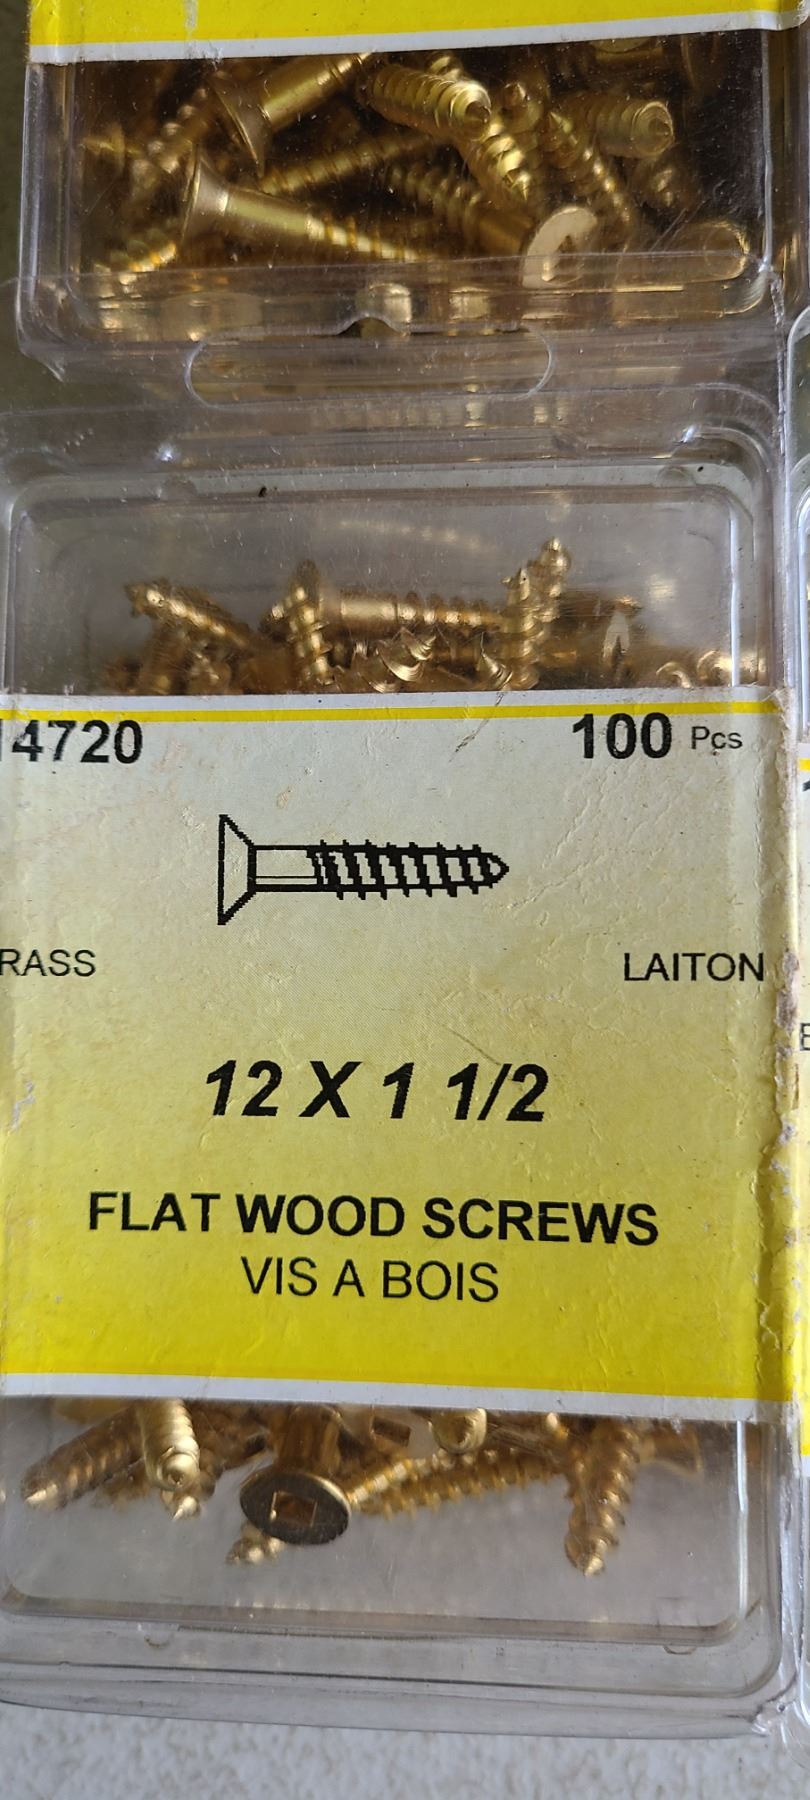 14720
100 Pcs
RASS
LAITON
12 X 1 1/2
FLAT WOOD SCREWS
VIS A BOIS